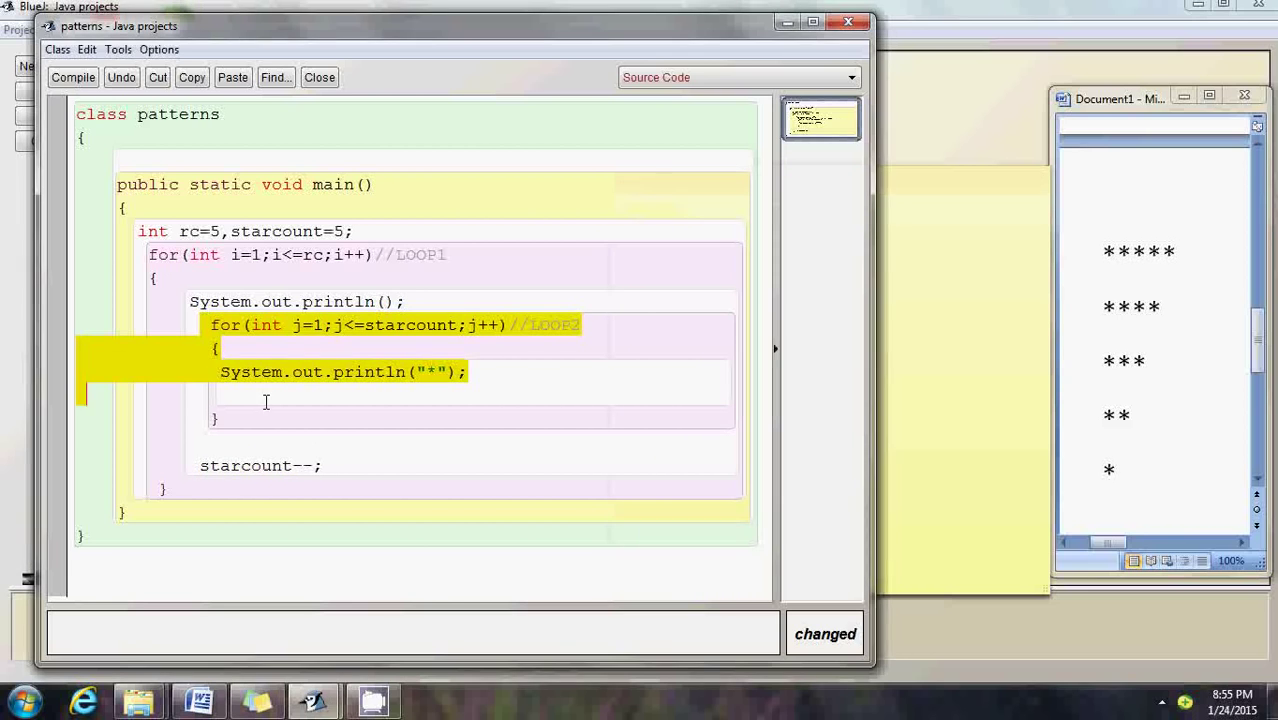 BlueJ: Java projects
Proje
patterns - Java projects
Class Edit Tools Options
Compile Undo Cut Copy Paste Find... Close
Source Code
Ne
class patterns
{
public static void main()
{
int rc=5,starcount=5;
for(int i=1;i<=rc;i++)//LOOP1
{
System.out.println();
for(int j=1;j<=starcount;j++)//LOOP2
{
System.out.println("*");
}
starcount--;
}
}
}
changed
Document1 - Mi...
*****
****
***
**
*
100%
8:55 PM
1/24/2015